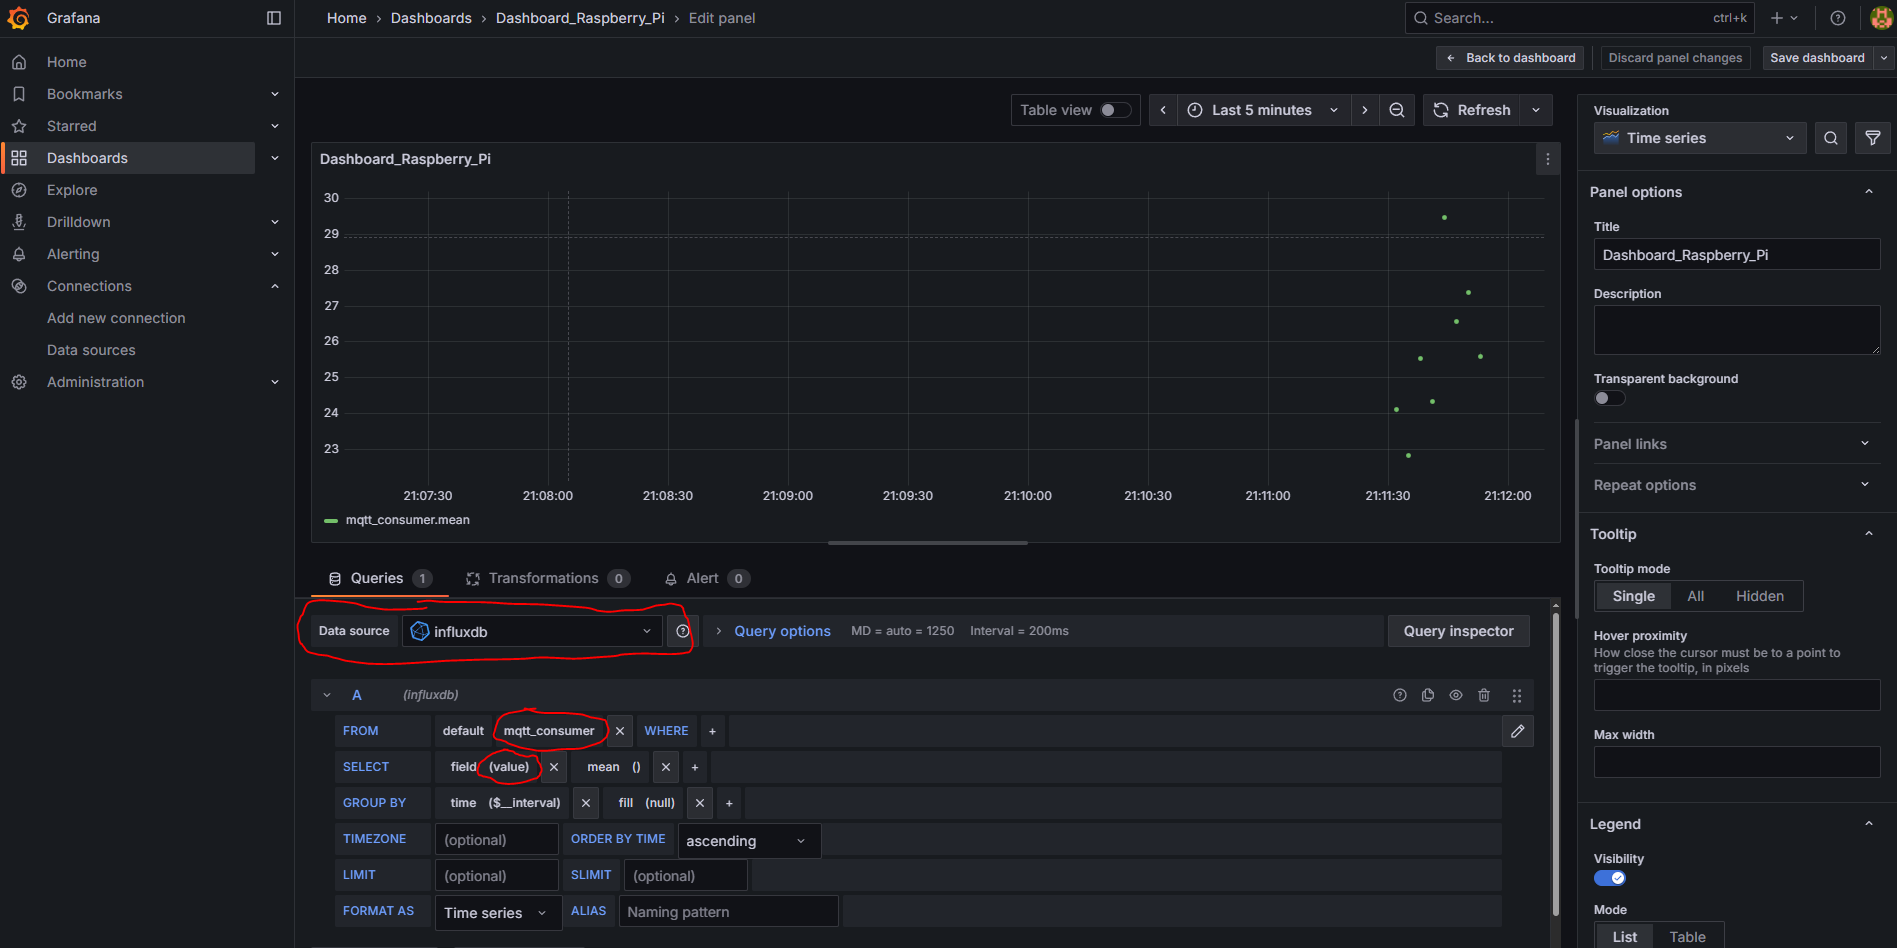 Grafana
Home › Dashboards › Dashboard_Raspberry_Pi › Edit panel
Search... ctrl+k
Back to dashboard
Discard panel changes
Save dashboard
Home
Bookmarks
Starred
Dashboards
Explore
Drilldown
Alerting
Connections
Add new connection
Data sources
Administration
Table view
Last 5 minutes
Refresh
Dashboard_Raspberry_Pi
30
29
28
27
26
25
24
23
21:07:30 21:08:00 21:08:30 21:09:00 21:09:30 21:10:00 21:10:30 21:11:00 21:11:30 21:12:00
mqtt_consumer.mean
Queries 1 Transformations 0 Alert 0
Data source influxdb Query options MD = auto = 1250 Interval = 200ms Query inspector
A (influxdb)
FROM default mqtt_consumer × WHERE +
SELECT field (value) × mean () × +
GROUP BY time ($__interval) × fill (null) × +
TIMEZONE (optional) ORDER BY TIME ascending
LIMIT (optional) SLIMIT (optional)
FORMAT AS Time series ALIAS Naming pattern
Visualization
Time series
Panel options
Title
Dashboard_Raspberry_Pi
Description
Transparent background
Panel links
Repeat options
Tooltip
Tooltip mode
Single All Hidden
Hover proximity
How close the cursor must be to a point to
trigger the tooltip, in pixels
Max width
Legend
Visibility
Mode
List Table